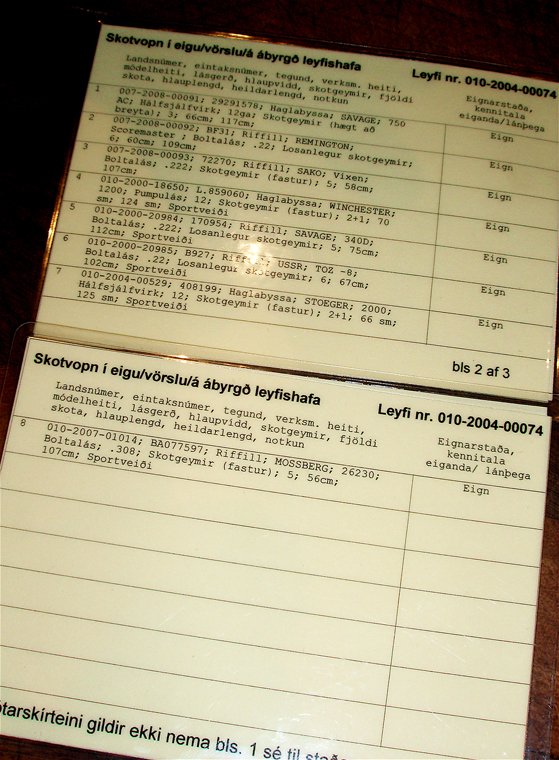 Skotvopn í eigu/vörslu/á ábyrgð leyfishafa
Leyfi nr. 010-2004-00074
Landsnúmer, eintaksnúmer, tegund, verksm. heiti,
módelheiti, lásgerð, hlaupvídd, skotgeymir, fjöldi
skota, hlauplengd, heildarlengd, notkun
Eignarstaða,
kennitala
eiganda/lánþega
1 007-2008-00091; 29291578; Haglabyssa; SAVAGE; 750
AC; Hálfsjálfvirk; 12ga; Skotgeymir (hægt að
breyta); 3; 66cm; 117cm;
Eign
2 007-2008-00092; BF31; Riffill; REMINGTON;
Scoremaster ; Boltalás; .22; Losanlegur skotgeymir;
6; 60cm; 109cm;
Eign
3 007-2008-00093; 72270; Riffill; SAKO; Vixen;
Boltalás; .222; Skotgeymir (fastur); 5; 58cm;
107cm;
Eign
4 010-2000-18650; L.859060; Haglabyssa; WINCHESTER;
1200; Pumpulás; 12; Skotgeymir (fastur); 2+1; 70
sm; 124 sm; Sportveiði
Eign
5 010-2000-20984; 170954; Riffill; SAVAGE; 340D;
Boltalás; .222; Losanlegur skotgeymir; 5; 75cm;
112cm; Sportveiði
Eign
6 010-2000-20985; B927; Riffill; USSR; TOZ -8;
Boltalás; .22; Losanlegur skotgeymir; 6; 67cm;
102cm; Sportveiði
Eign
7 010-2004-00529; 408199; Haglabyssa; STOEGER; 2000;
Hálfsjálfvirk; 12; Skotgeymir (fastur); 2+1; 66 sm;
125 sm; Sportveiði
Eign
bls 2 af 3
Skotvopn í eigu/vörslu/á ábyrgð leyfishafa
Leyfi nr. 010-2004-00074
Landsnúmer, eintaksnúmer, tegund, verksm. heiti,
módelheiti, lásgerð, hlaupvídd, skotgeymir, fjöldi
skota, hlauplengd, heildarlengd, notkun
Eignarstaða,
kennitala
eiganda/ lánþega
8 010-2007-01014; BA077597; Riffill; MOSSBERG; 26230;
Boltalás; .308; Skotgeymir (fastur); 5; 56cm;
107cm; Sportveiði
Eign
gildir ekki nema bls. 1 sé til